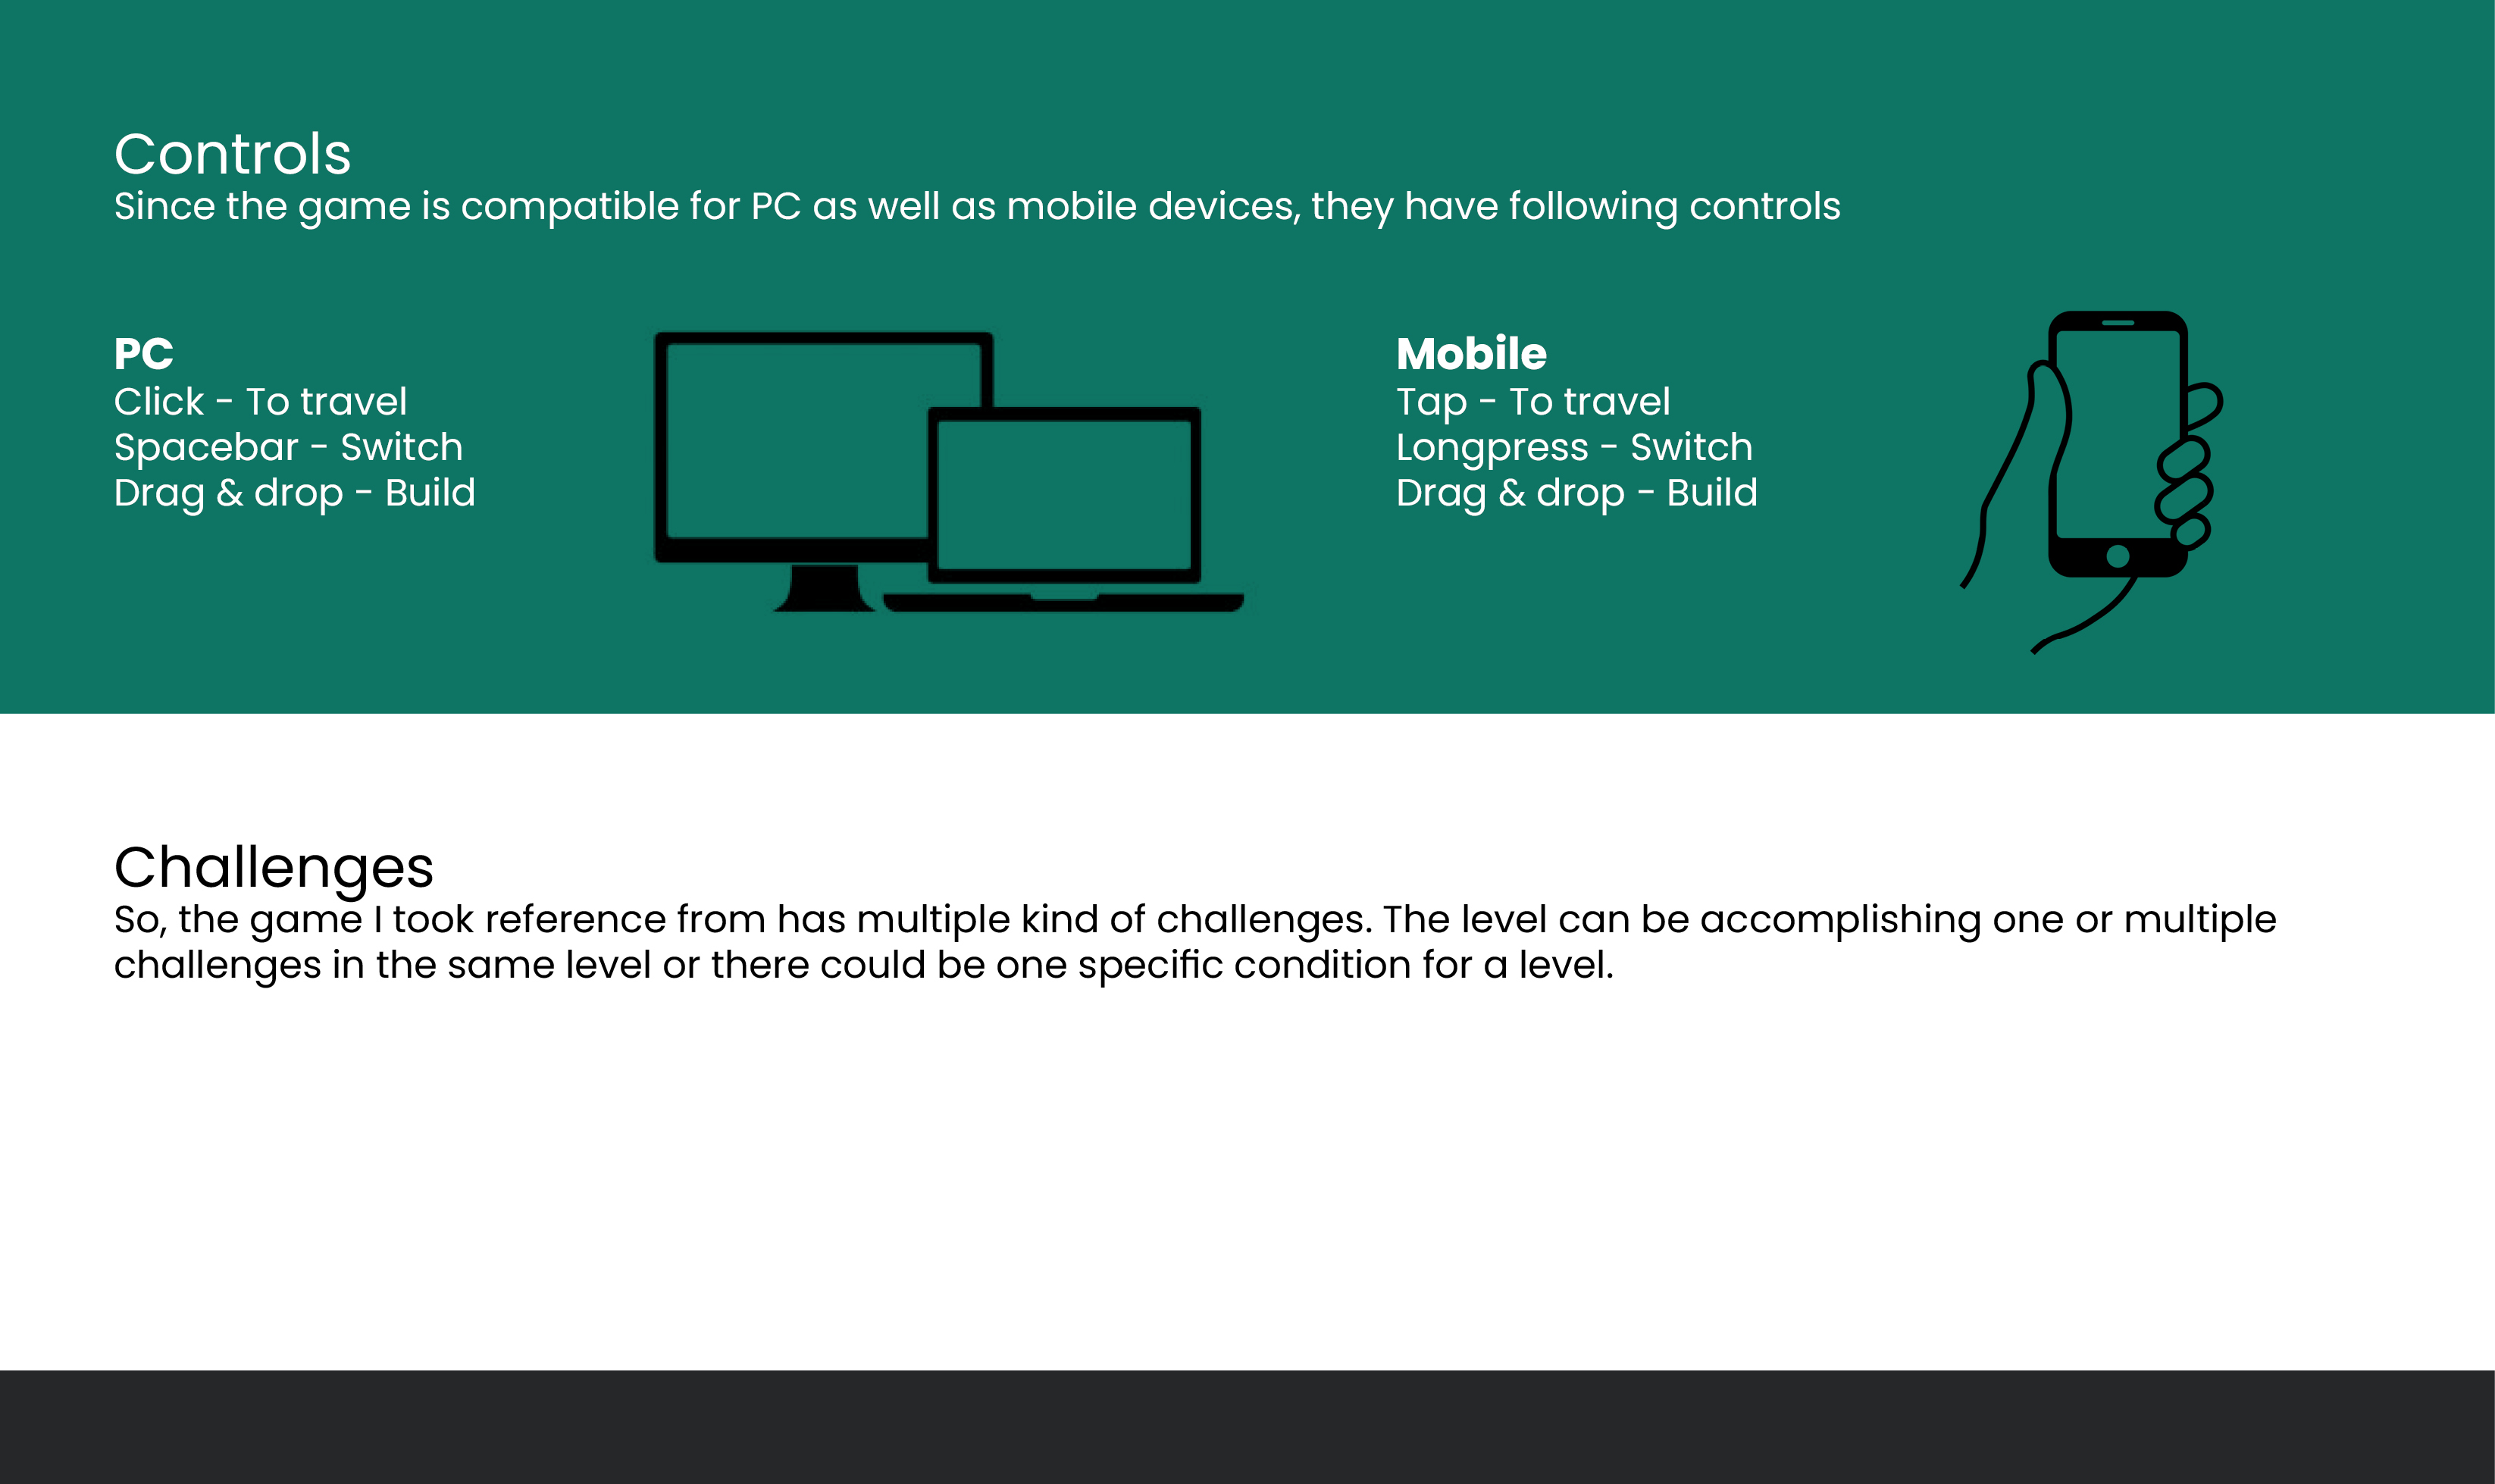 Controls
Since the game is compatible for PC as well as mobile devices, they have following controls
PC
Click - To travel
Spacebar - Switch
Drag & drop - Build
Mobile
Tap - To travel
Longpress - Switch
Drag & drop - Build
Challenges
So, the game I took reference from has multiple kind of challenges. The level can be accomplishing one or multiple
challenges in the same level or there could be one specific condition for a level.